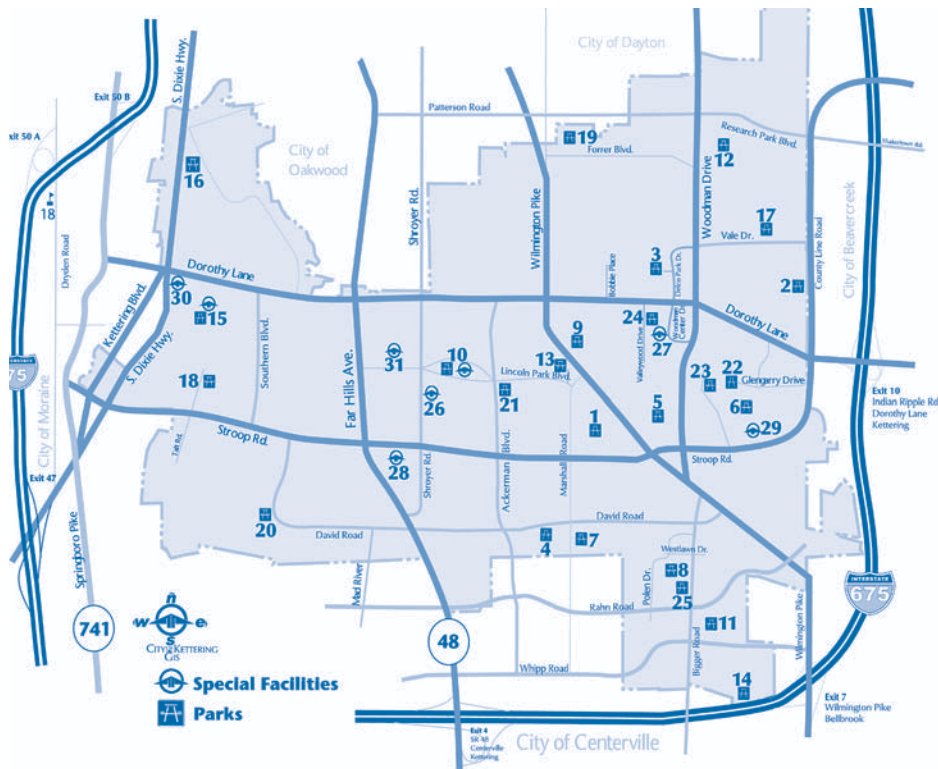 City of Dayton
S. Dixie Hwy.
Exit 50 B
Patterson Road
Exit 50 A
City of
Oakwood
19
Forrer Blvd.
Research Park Blvd.
12
16
18
Dryden Road
Shroyer Rd.
Wilmington Pike
Woodman Drive
17
Vale Dr.
County Line Road
City of Beavercreek
Dorothy Lane
3
Bobbie Place
2
30
15
Kettering Blvd.
S. Dixie Hwy.
Southern Blvd.
Far Hills Ave.
24
Valleywood Drive
Woodman
Center Dr.
27
Dorothy Lane
9
31
10
13
Lincoln Park Blvd.
75
18
26
21
23
22
Glengarry Drive
6
Exit 10
Indian Ripple Rd
Dorothy Lane
Kettering
City of Moraine
Stroop Rd.
Taft Rd.
1
5
29
Stroop Rd.
28
Shroyer Rd.
Ackerman Blvd.
Marshall Road
Exit 47
Springboro Pike
20
David Road
David Road
4
7
Mad River
Westlawn Dr.
8
Polen Dr.
25
INTERSTATE
675
Rahn Road
n
w e
s
CITY OF KETTERING
GIS
741
48
11
Bigger Road
Wilmington Pike
Whipp Road
Special Facilities
Parks
14
Exit 7
Wilmington Pike
Bellbrook
Exit 4
SR 48
Centerville
Kettering
City of Centerville